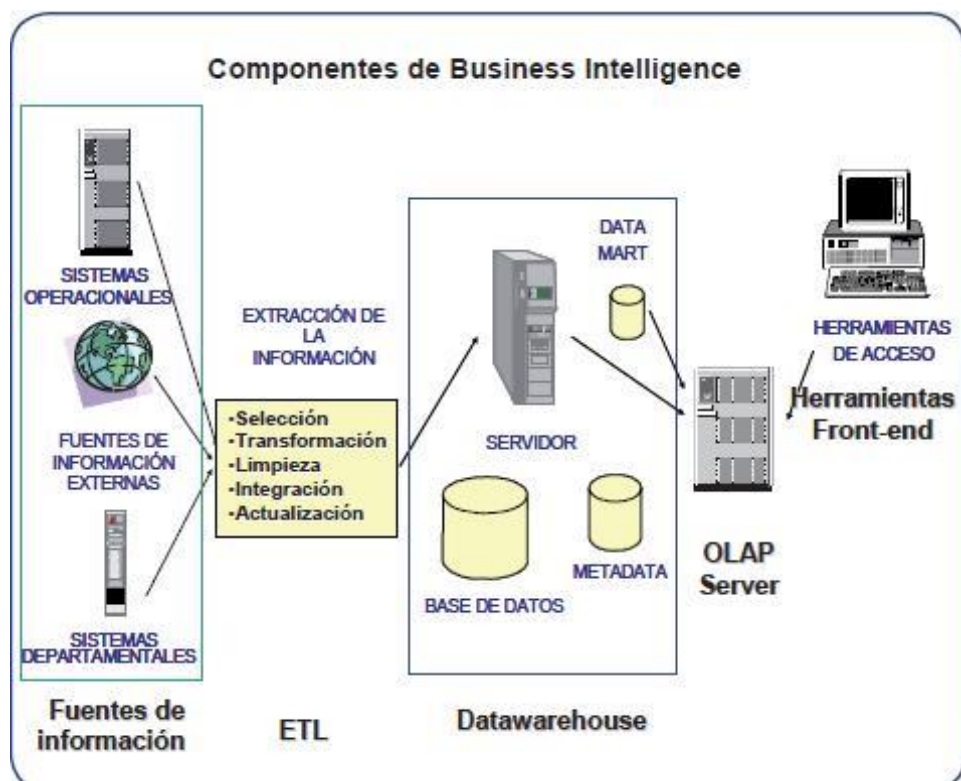 Componentes de Business Intelligence
SISTEMAS
OPERACIONALES
FUENTES DE
INFORMACIÓN
EXTERNAS
SISTEMAS
DEPARTAMENTALES
Fuentes de
información
EXTRACCIÓN DE
LA
INFORMACIÓN
•Selección
•Transformación
•Limpieza
•Integración
•Actualización
ETL
DATA
MART
SERVIDOR
BASE DE DATOS
METADATA
Datawarehouse
OLAP
Server
HERRAMIENTAS
DE ACCESO
Herramientas
Front-end